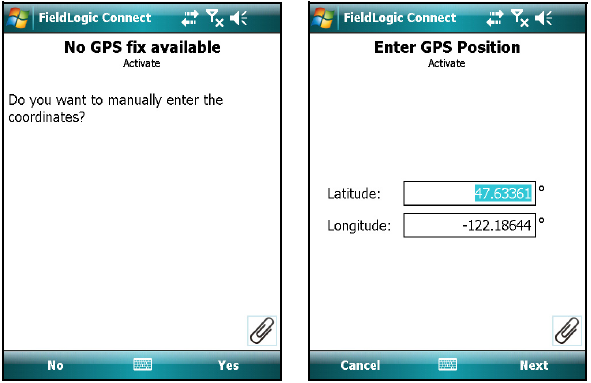 FieldLogic Connect
No GPS fix available
Activate
Do you want to manually enter the
coordinates?
No
Yes
FieldLogic Connect
Enter GPS Position
Activate
Latitude: 47.63361 °
Longitude: -122.18644 °
Cancel
Next